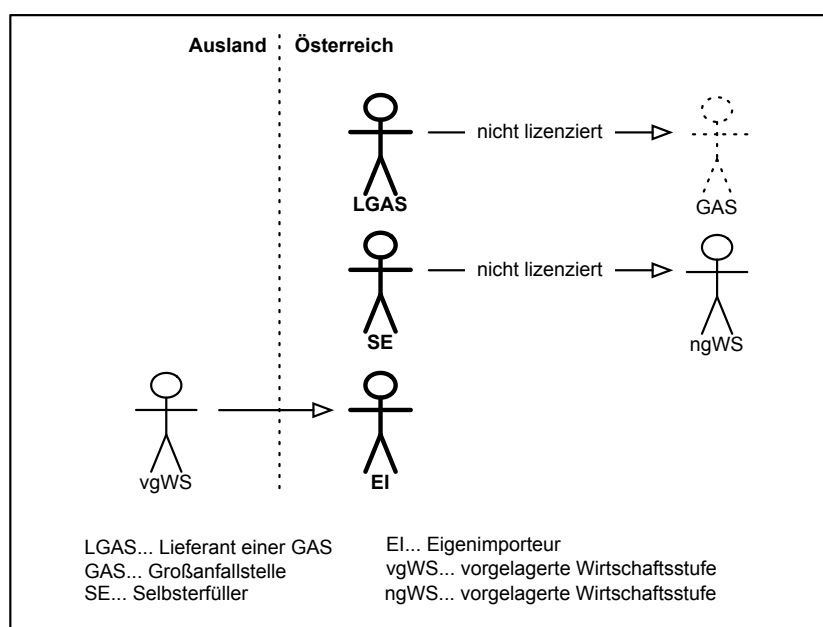 Ausland Österreich
nicht lizenziert
LGAS GAS
nicht lizenziert
SE ngWS
vgWS EI
LGAS... Lieferant einer GAS
GAS... Großanfallstelle
SE... Selbsterfüller
EI... Eigenimporteur
vgWS... vorgelagerte Wirtschaftsstufe
ngWS... vorgelagerte Wirtschaftsstufe